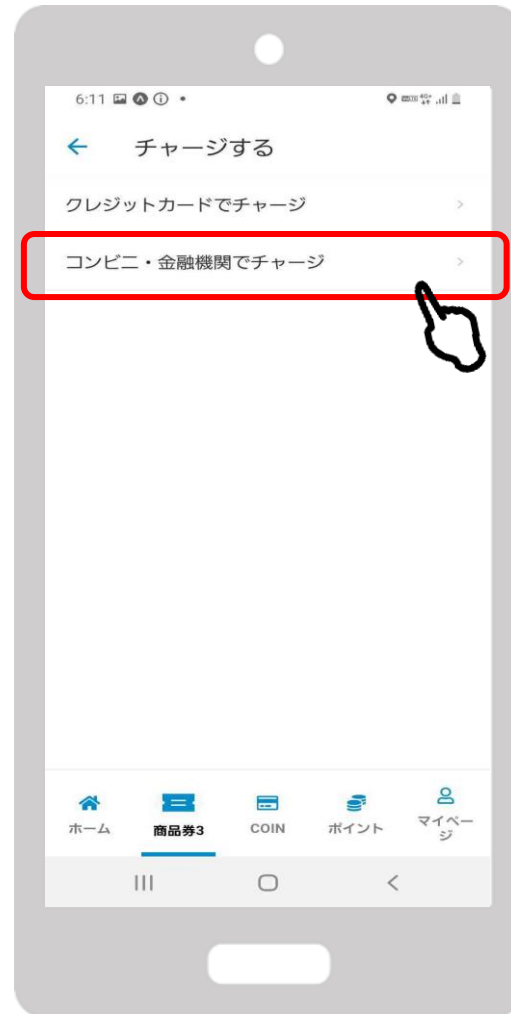 6:11
チャージする
クレジットカードでチャージ
コンビニ・金融機関でチャージ
ホーム
商品券3
COIN
ポイント
マイペー
ジ